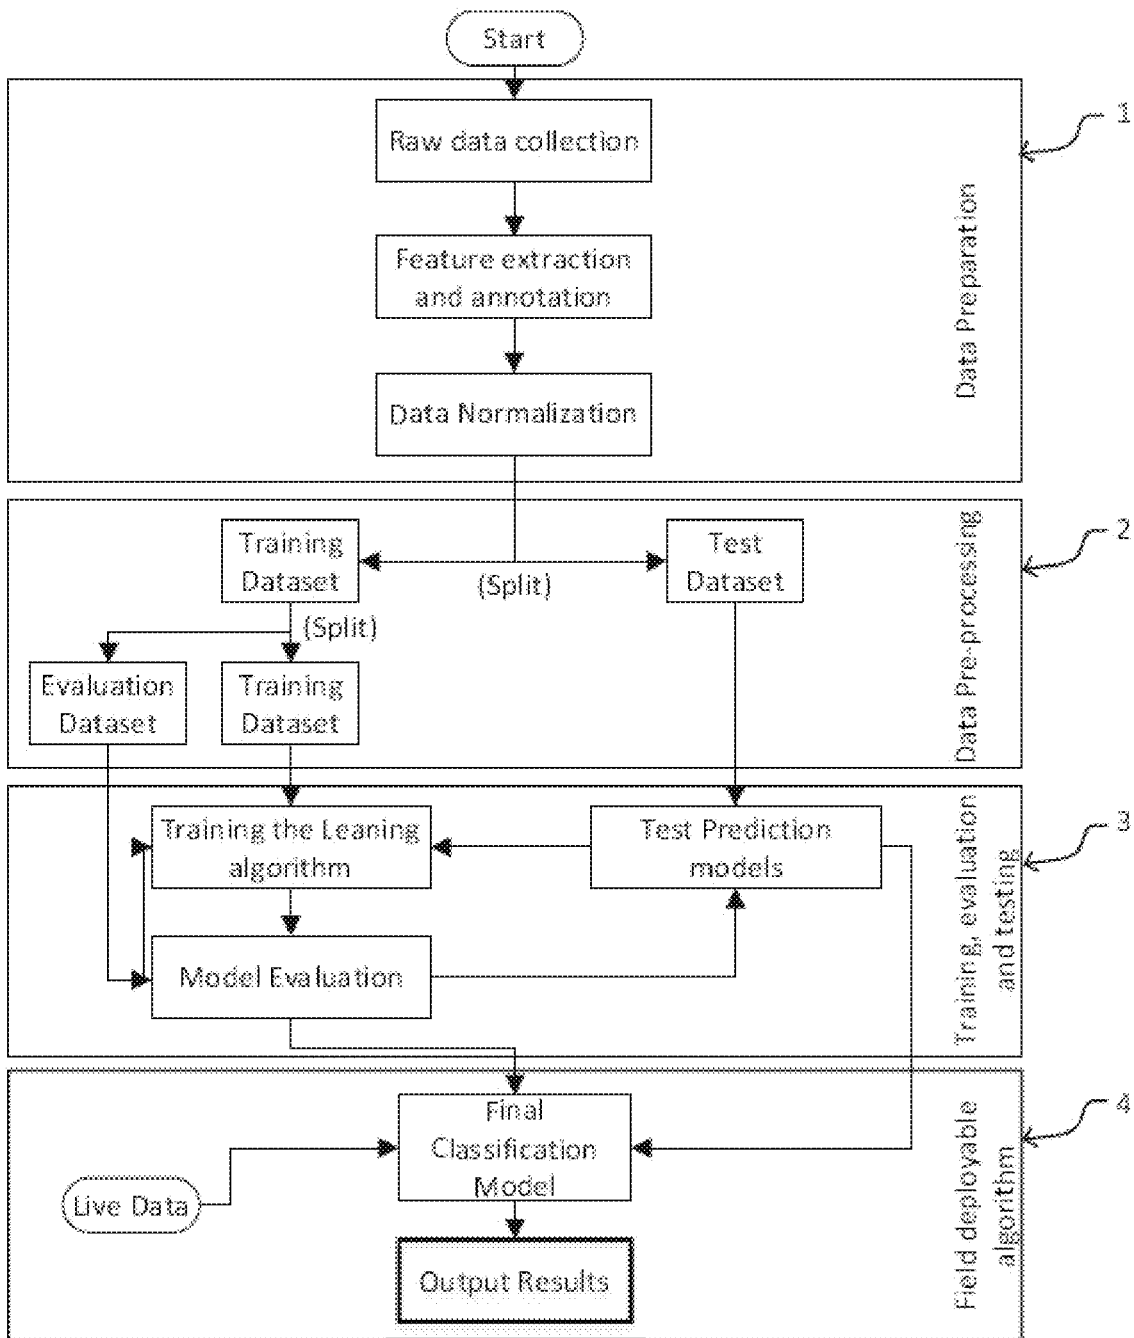 Start
1
Raw data collection
Feature extraction
and annotation
Data Normalization
Data Preparation
2
Training
Dataset
(Split)
Test
Dataset
(Split)
Evaluation
Dataset
Training
Dataset
Data Pre-processing
3
Training the Leaning
algorithm
Test Prediction
models
Model Evaluation
Training, evaluation
and testing
4
Final
Classification
Model
Live Data
Output Results
Field deployable
algorithm